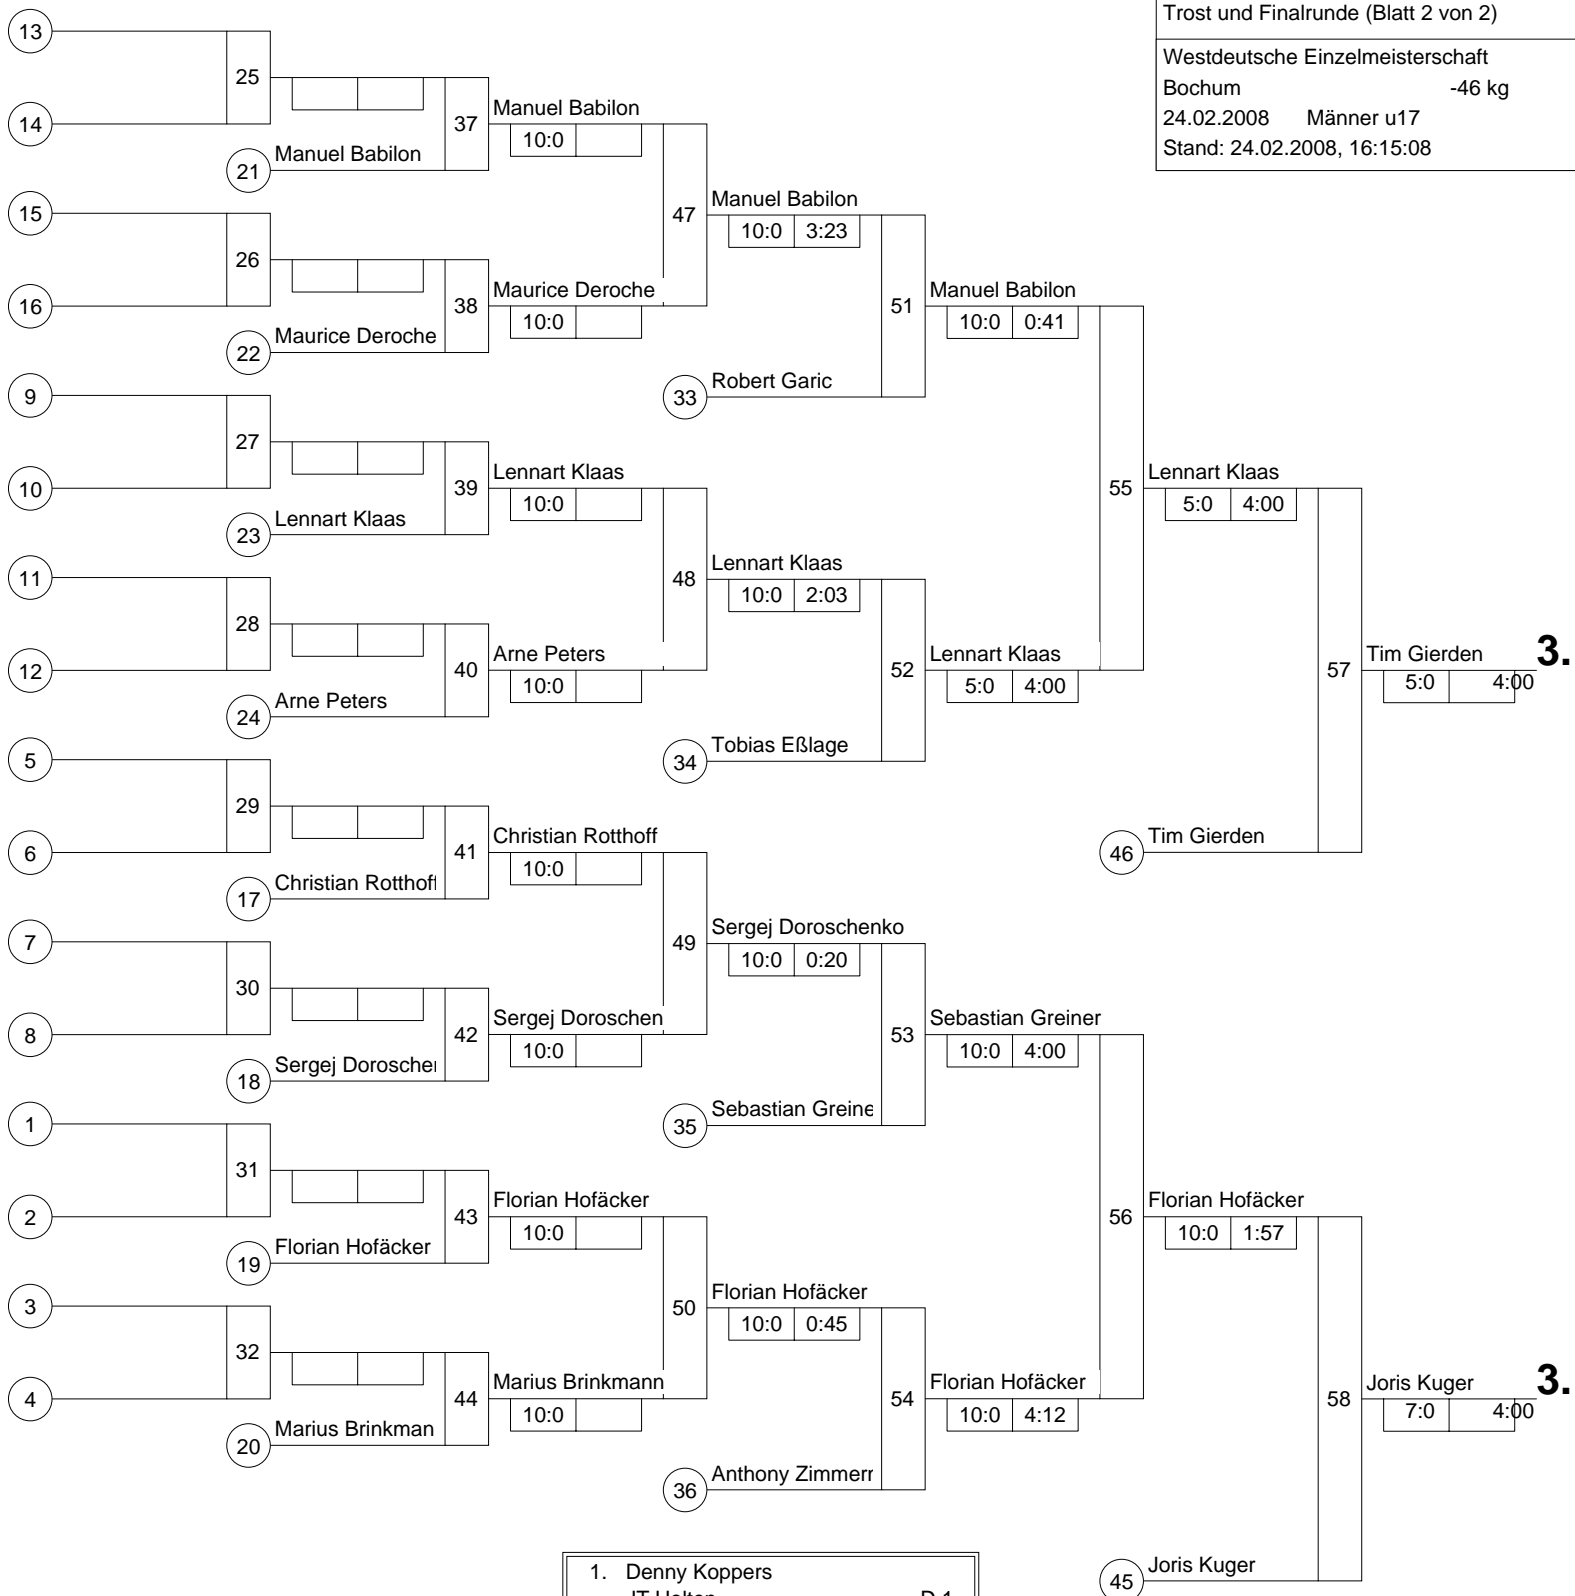 Trost und Finalrunde (Blatt 2 von 2)
Westdeutsche Einzelmeisterschaft
Bochum -46 kg
24.02.2008 Männer u17
Stand: 24.02.2008, 16:15:08
13
25
14
37
Manuel Babilon
10:0
21 Manuel Babilon
15
47
Manuel Babilon
10:0 3:23
26
16
38
Maurice Deroche
10:0
51
Manuel Babilon
10:0 0:41
22 Maurice Deroche
9
33 Robert Garic
27
10
39
Lennart Klaas
10:0
55
Lennart Klaas
5:0 4:00
23 Lennart Klaas
11
48
Lennart Klaas
10:0 2:03
28
12
40
Arne Peters
10:0
52
Lennart Klaas
5:0 4:00
57
Tim Gierden 3.
5:0 4:00
24 Arne Peters
5
34 Tobias Eßlage
29
6
41
Christian Rotthoff
10:0
46 Tim Gierden
17 Christian Rotthoff
7
49
Sergej Doroschenko
10:0 0:20
30
8
42
Sergej Doroschen
10:0
53
Sebastian Greiner
10:0 4:00
18 Sergej Doroschen
1
35 Sebastian Greine
31
2
43
Florian Hofäcker
10:0
56
Florian Hofäcker
10:0 1:57
19 Florian Hofäcker
3
50
Florian Hofäcker
10:0 0:45
32
4
44
Marius Brinkmann
10:0
54
Florian Hofäcker
10:0 4:12
58
Joris Kuger 3.
7:0 4:00
20 Marius Brinkman
36 Anthony Zimmerr
45 Joris Kuger
1. Denny Koppers